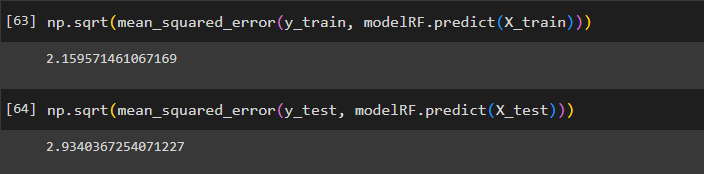 [63] np.sqrt(mean_squared_error(y_train, modelRF.predict(X_train)))
2.159571461067169
[64] np.sqrt(mean_squared_error(y_test, modelRF.predict(X_test)))
2.9340367254071227